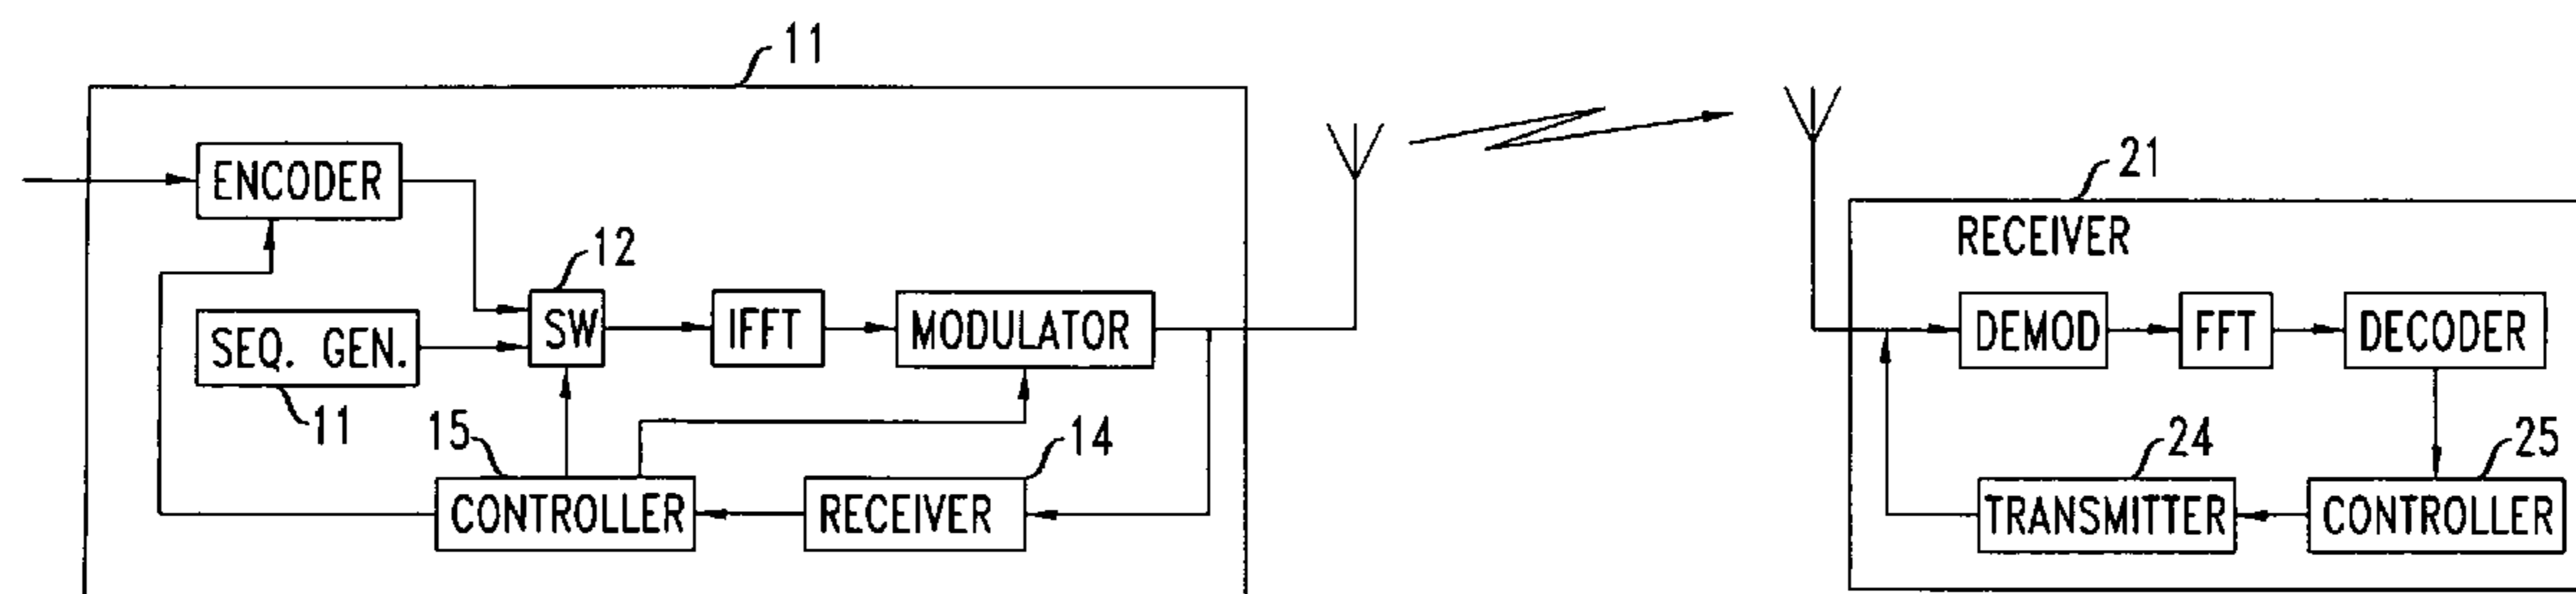 11
21
ENCODER
RECEIVER
12
SEQ. GEN.
SW
IFFT
MODULATOR
DEMOD
FFT
DECODER
11
15
14
24
25
CONTROLLER
RECEIVER
TRANSMITTER
CONTROLLER